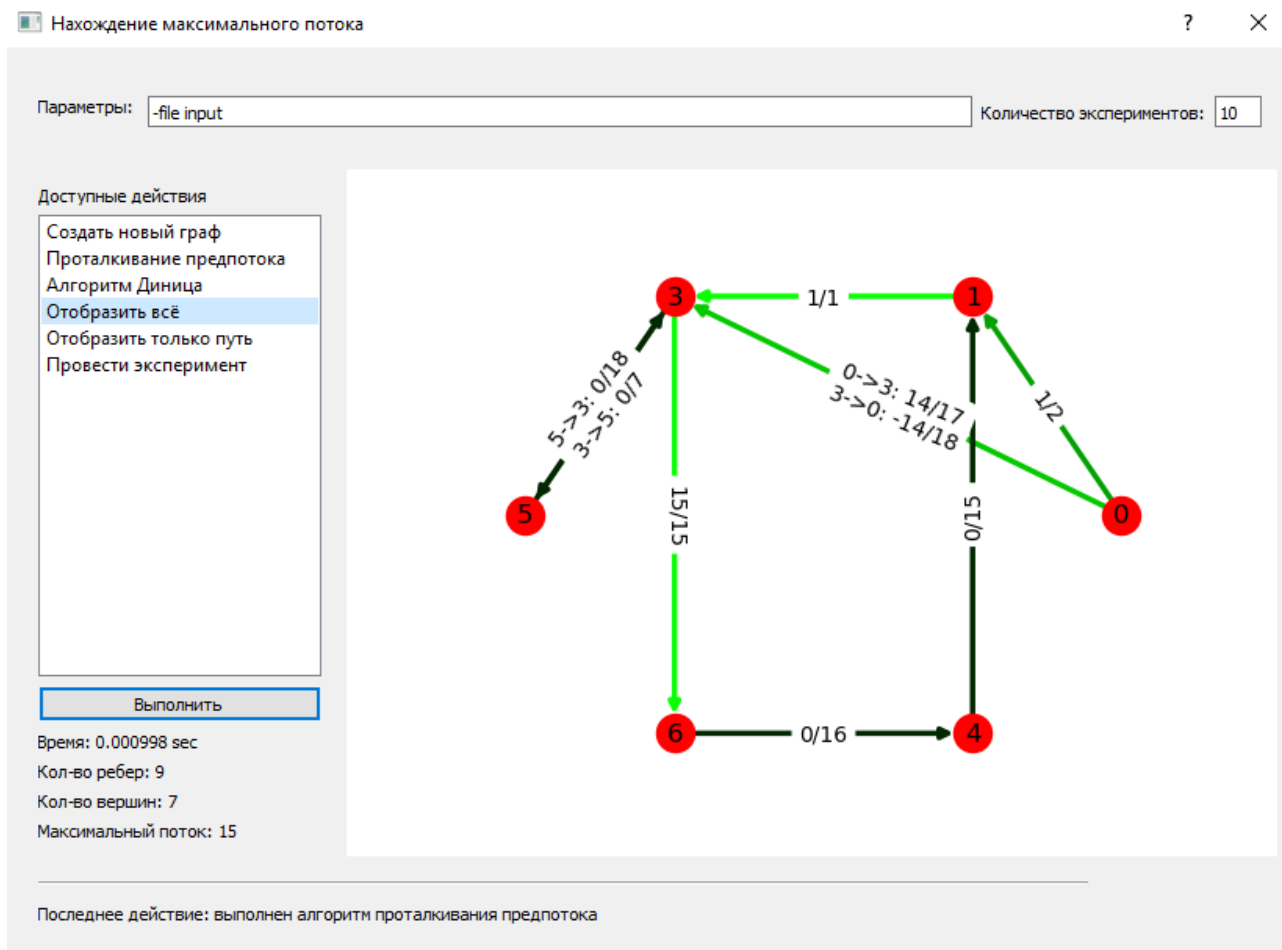 Нахождение максимального потока
?
Параметры: -file input Количество экспериментов: 10
Доступные действия
Создать новый граф
Проталкивание предпотока
Алгоритм Диница
Отобразить всё
Отобразить только путь
Провести эксперимент
Выполнить
Время: 0.000998 sec
Кол-во ребер: 9
Кол-во вершин: 7
Максимальный поток: 15
3
1/1
1
5->3: 0/18
3->5: 0/7
0->3: 14/17
3->0: -14/18
1/2
5
15/15
0/15
0
6
0/16
4
Последнее действие: выполнен алгоритм проталкивания предпотока